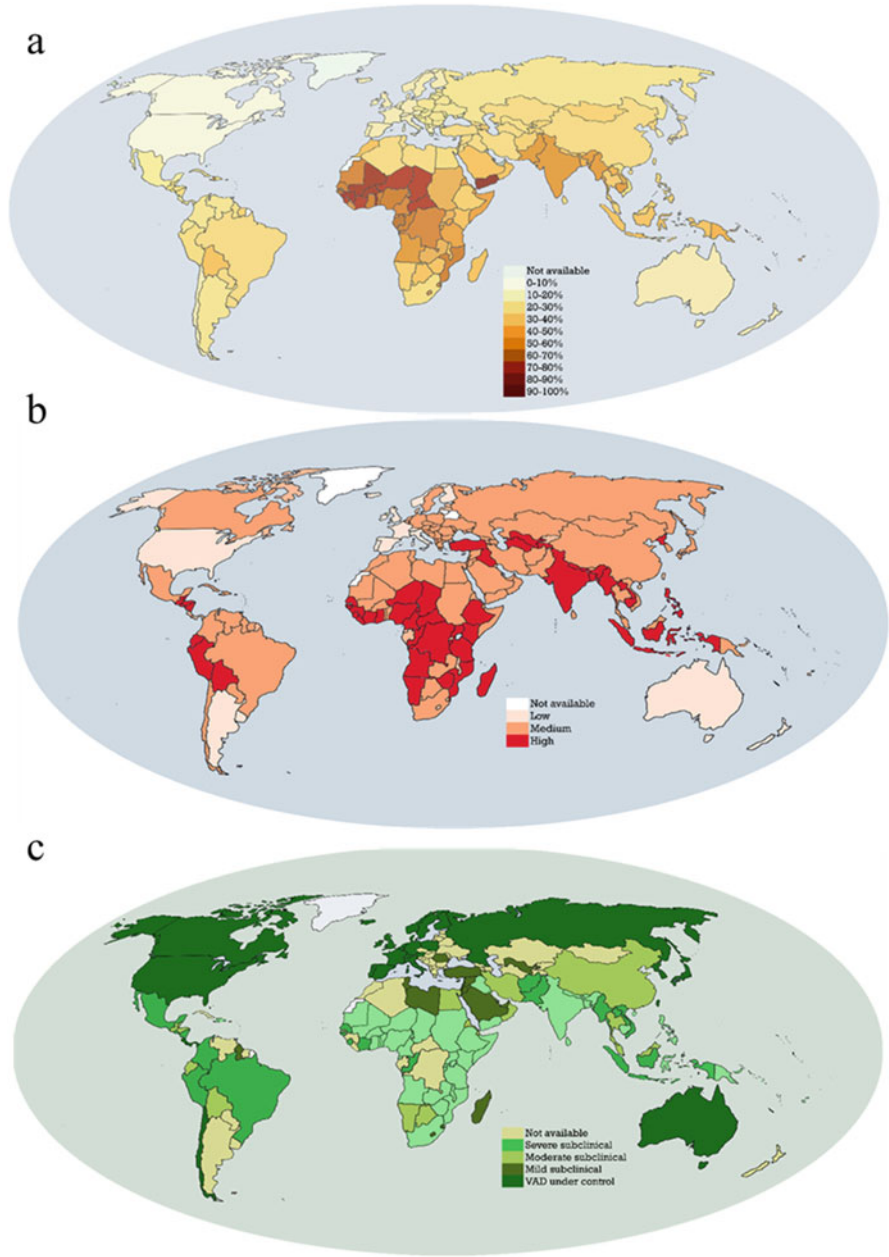 a
Not available
0-10%
10-20%
20-30%
30-40%
40-50%
50-60%
60-70%
70-80%
80-90%
90-100%
b
Not available
Low
Medium
High
c
Not available
Severe subclinical
Moderate subclinical
Mild subclinical
VAD under control